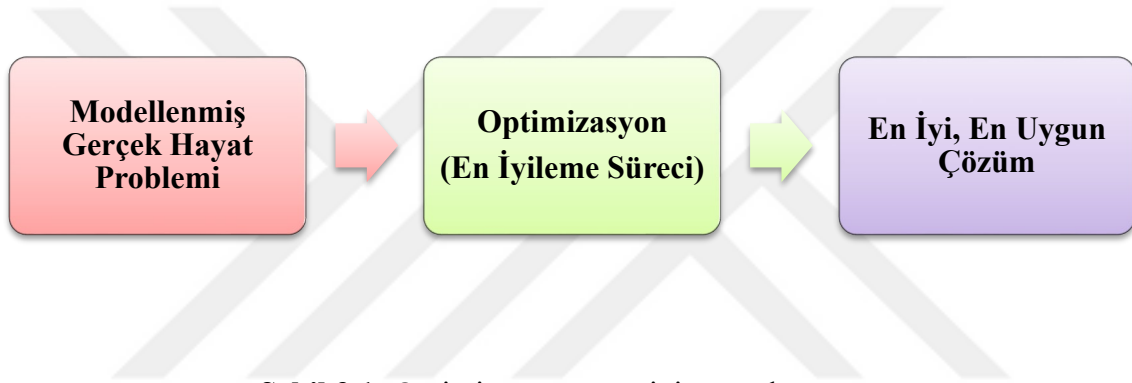 Modellenmiş
Gerçek Hayat
Problemi
Optimizasyon
(En İyileme Süreci)
En İyi, En Uygun
Çözüm